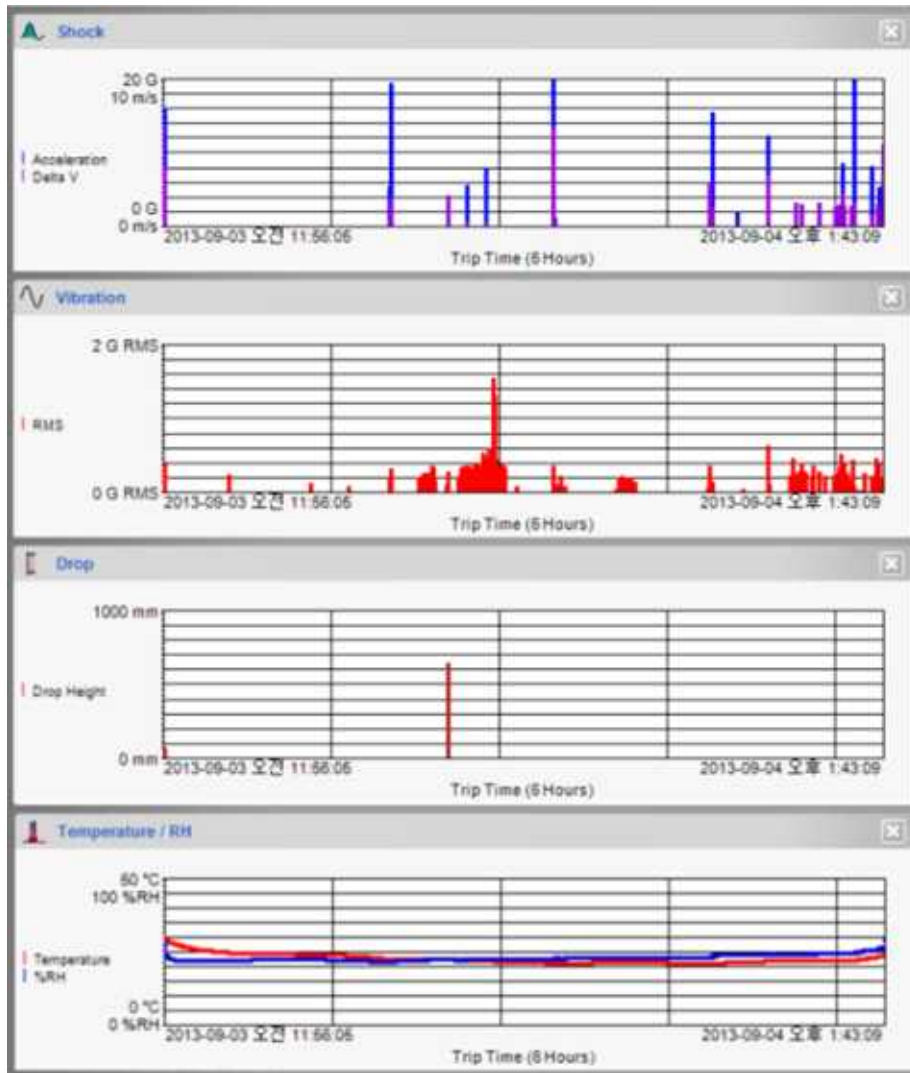 Shock
20 G
10 m/s
Acceleration
Delta V
0 G
0 m/s
2013-09-03 오전 11:56:05 2013-09-04 오후 1:43:09
Trip Time (6 Hours)
Vibration
2 G RMS
RMS
0 G RMS
2013-09-03 오전 11:56:05 2013-09-04 오후 1:43:09
Trip Time (6 Hours)
Drop
1000 mm
Drop Height
0 mm
2013-09-03 오전 11:56:05 2013-09-04 오후 1:43:09
Trip Time (6 Hours)
Temperature / RH
50 °C
100 %RH
Temperature
%RH
0 °C
0 %RH
2013-09-03 오전 11:56:05 2013-09-04 오후 1:43:09
Trip Time (6 Hours)